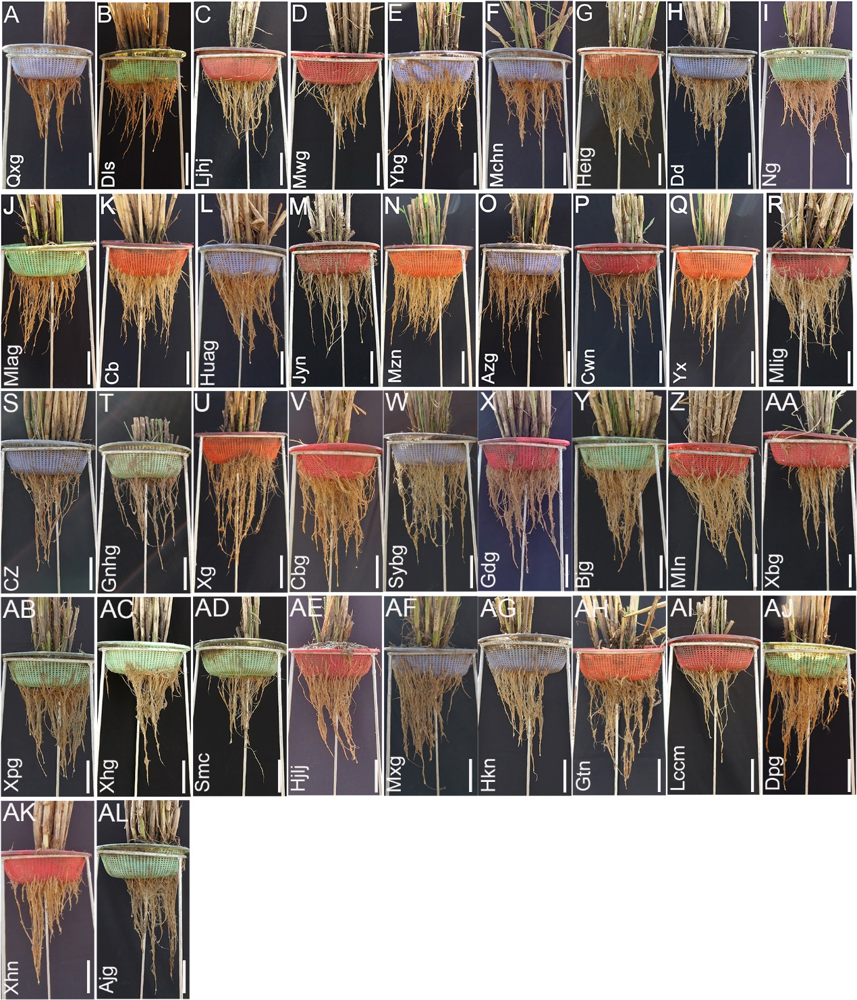 A B C D E F G H I
Qxg Dls Ljhj Mwg Ybg Mchn Heig Dd Ng
J K L M N O P Q R
Mlag Cb Huag Jyn Mzn Azg Cwn Yx Mlig
S T U V W X Y Z AA
CZ Gnhg Xg Cbg Sybg Gdg Bjg Mln Xbg
AB AC AD AE AF AG AH AI AJ
Xpg Xhg Smc Hjlj Mxg Hkn Gtn Lccm Dpg
AK AL
Xhn Ajg